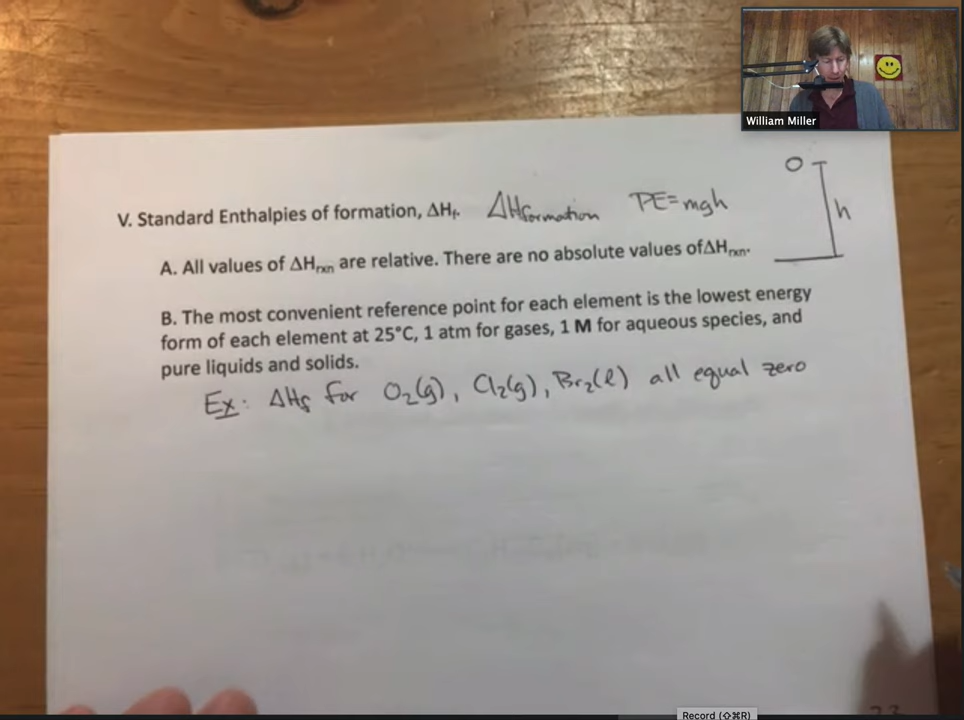 William Miller
V. Standard Enthalpies of formation, ΔHf. ΔHformation PE=mgh
h
A. All values of ΔHrxn are relative. There are no absolute values ofΔHrxn.
B. The most convenient reference point for each element is the lowest energy
form of each element at 25°C, 1 atm for gases, 1 M for aqueous species, and
pure liquids and solids.
Ex: ΔHf for O2(g), Cl2(g), Br2(l) all equal zero
23
Record (⇧⌘R)